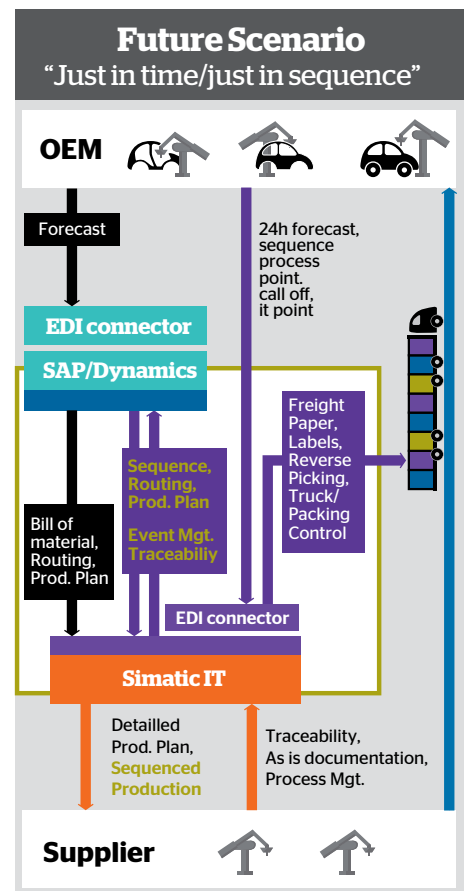 Future Scenario
“Just in time/just in sequence”
OEM
Forecast
24h forecast,
sequence
process
point.
call off,
it point
EDI connector
SAP/Dynamics
Freight
Paper,
Labels,
Reverse
Picking,
Truck/
Packing
Control
Sequence,
Routing,
Prod. Plan
Event Mgt.
Traceabiliy
Bill of
material,
Routing,
Prod. Plan
EDI connector
Simatic IT
Detailled
Prod. Plan,
Sequenced
Production
Traceability,
As is documentation,
Process Mgt.
Supplier